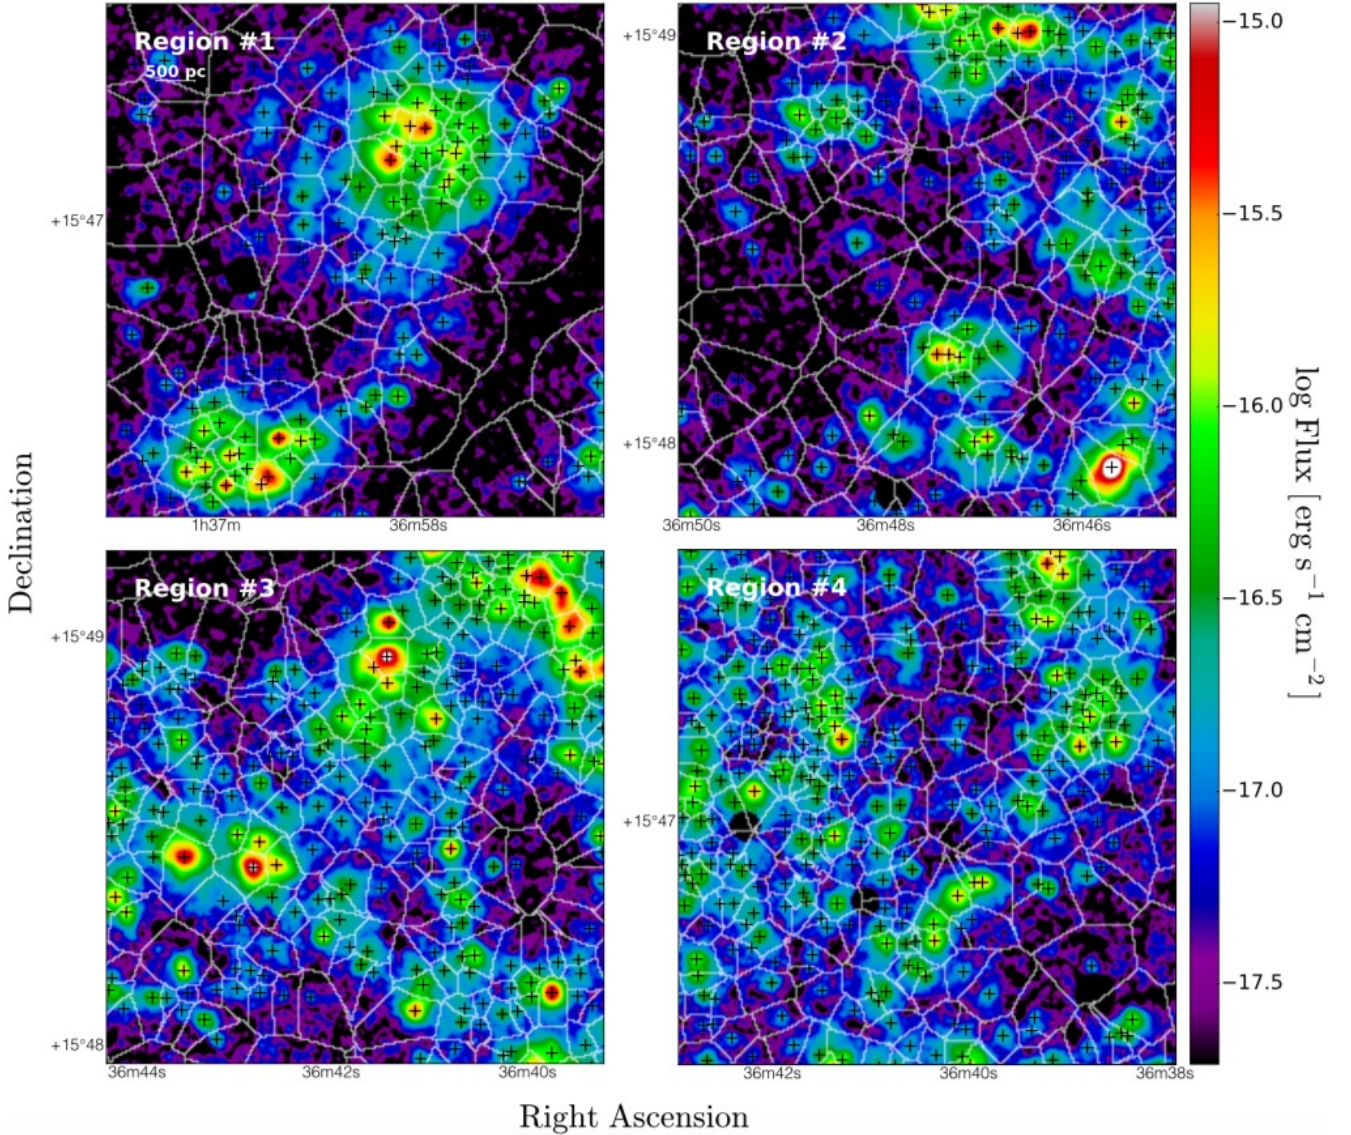 Region #1
500 pc
+15°47
1h37m
36m58s
Region #2
+15°49
+15°48
36m50s
36m48s
36m46s
Region #3
+15°49
+15°48
36m44s
36m42s
36m40s
Region #4
+15°47
36m42s
36m40s
36m38s
−15.0
−15.5
−16.0
−16.5
−17.0
−17.5
log Flux [erg s⁻¹ cm⁻²]
Declination
Right Ascension